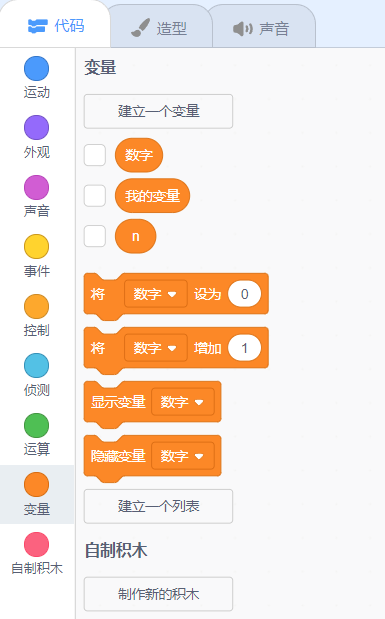 代码 造型 声音
变量
运动
建立一个变量
外观
数字
声音
我的变量
事件
n
控制
将 数字 设为 0
侦测
将 数字 增加 1
运算
显示变量 数字
变量
隐藏变量 数字
自制积木
建立一个列表
自制积木
制作新的积木